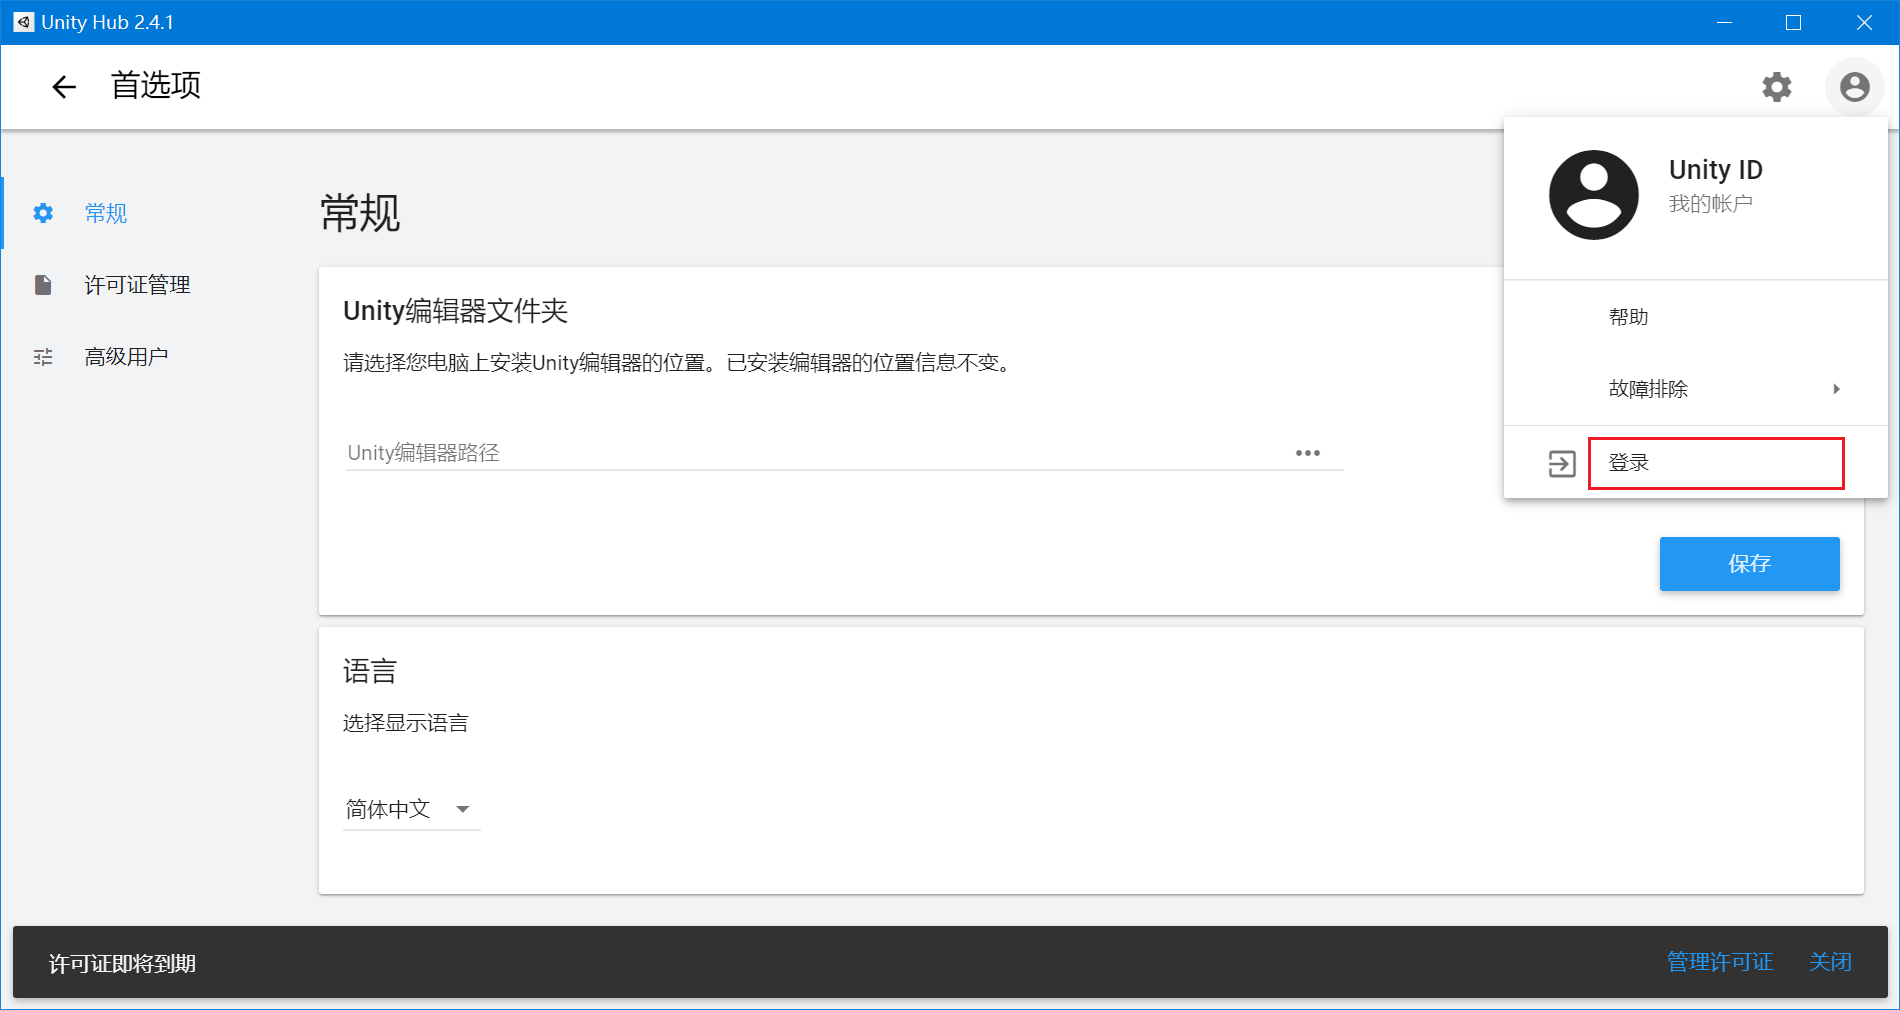 Unity Hub 2.4.1
首选项
Unity ID
我的帐户
常规
许可证管理
高级用户
常规
Unity编辑器文件夹
请选择您电脑上安装Unity编辑器的位置。已安装编辑器的位置信息不变。
Unity编辑器路径
帮助
故障排除
登录
保存
语言
选择显示语言
简体中文
许可证即将到期
管理许可证
关闭